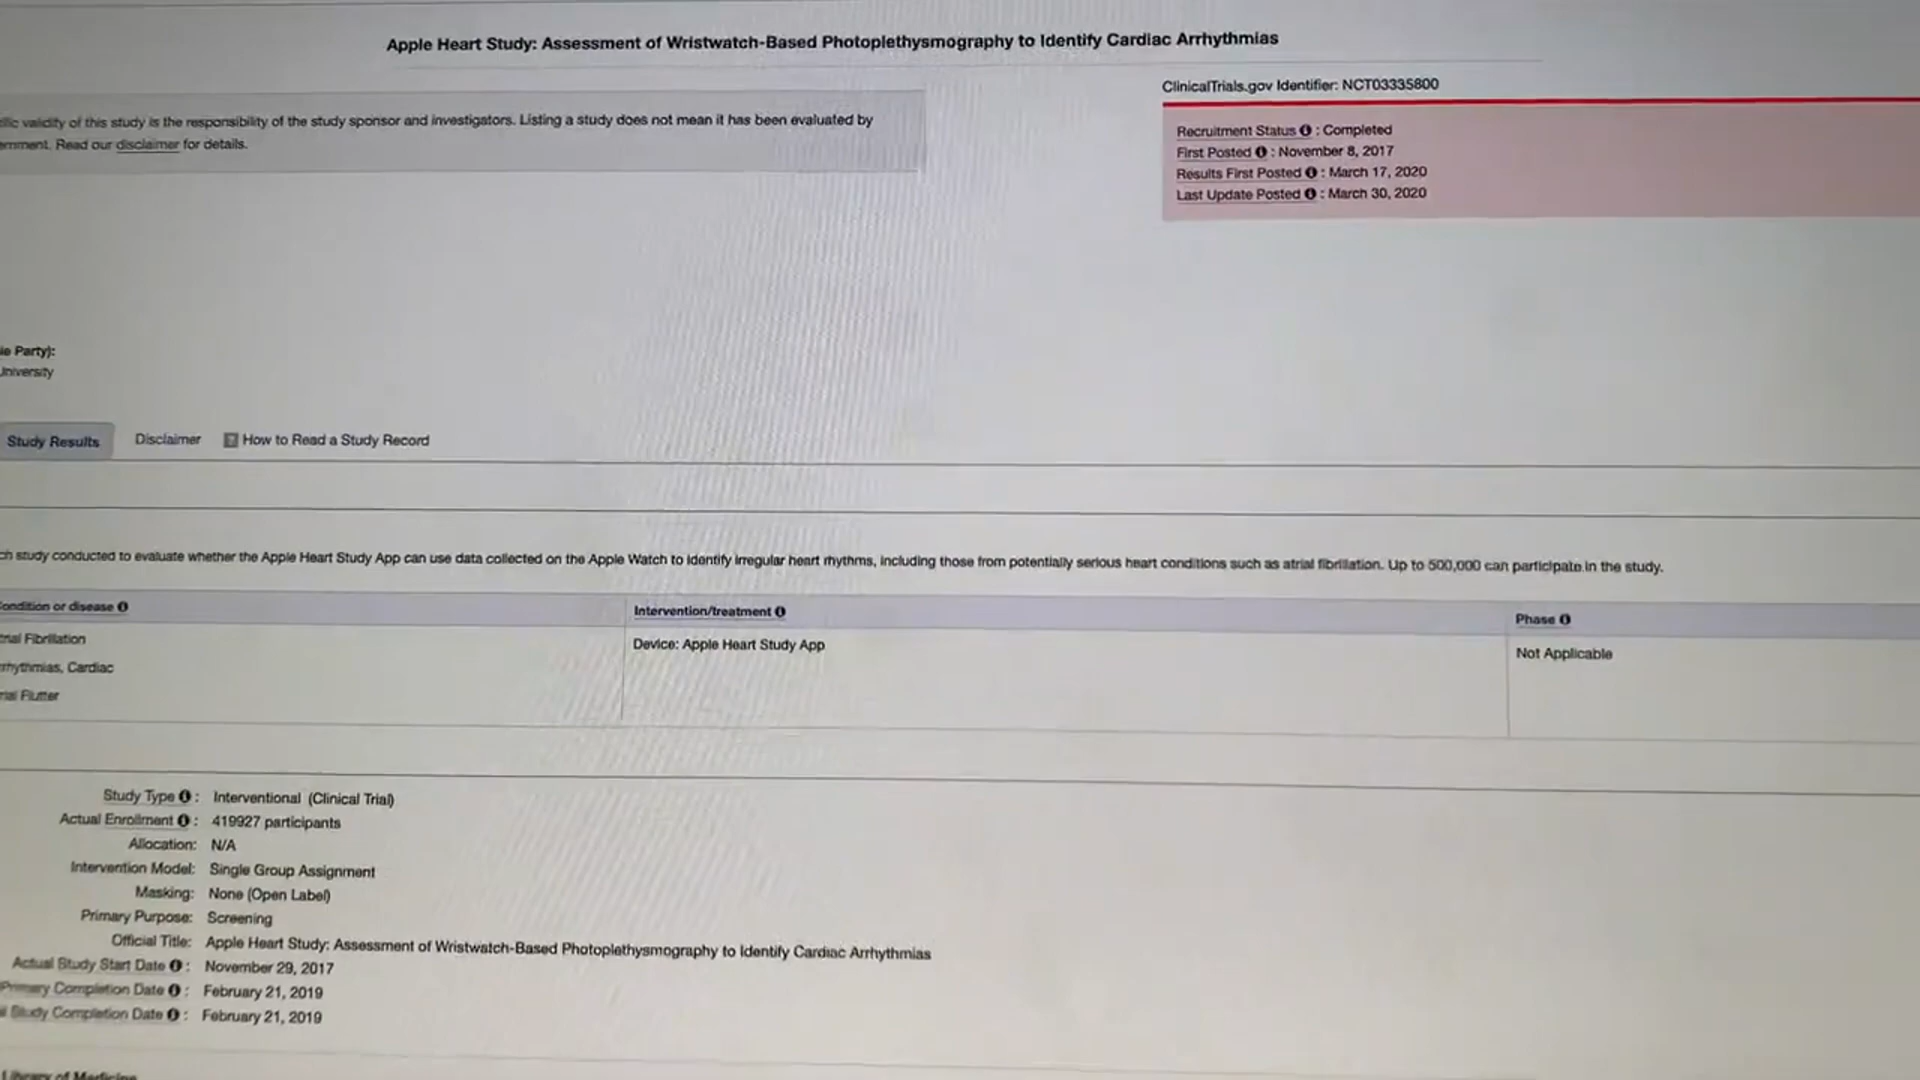 Apple Heart Study: Assessment of Wristwatch-Based Photoplethysmography to Identify Cardiac Arrhythmias
ClinicalTrials.gov Identifier: NCT03335800
validity of this study is the responsibility of the study sponsor and investigators. Listing a study does not mean it has been evaluated by
Read our disclaimer for details.
Recruitment Status : Completed
First Posted : November 8, 2017
Results First Posted : March 17, 2020
Last Update Posted : March 30, 2020
Party):
University
Study Results
Disclaimer
? How to Read a Study Record
study conducted to evaluate whether the Apple Heart Study App can use data collected on the Apple Watch to identify irregular heart rhythms, including those from potentially serious heart conditions such as atrial fibrillation. Up to 500,000 can participate in the study.
Condition or disease
Intervention/treatment
Phase
Fibrillation
Device: Apple Heart Study App
Not Applicable
Cardiac
Flutter
Study Type : Interventional (Clinical Trial)
Actual Enrollment : 419927 participants
Allocation: N/A
Intervention Model: Single Group Assignment
Masking: None (Open Label)
Primary Purpose: Screening
Official Title: Apple Heart Study: Assessment of Wristwatch-Based Photoplethysmography to Identify Cardiac Arrhythmias
Actual Study Start Date : November 29, 2017
Primary Completion Date : February 21, 2019
Study Completion Date : February 21, 2019
Library of Medicine